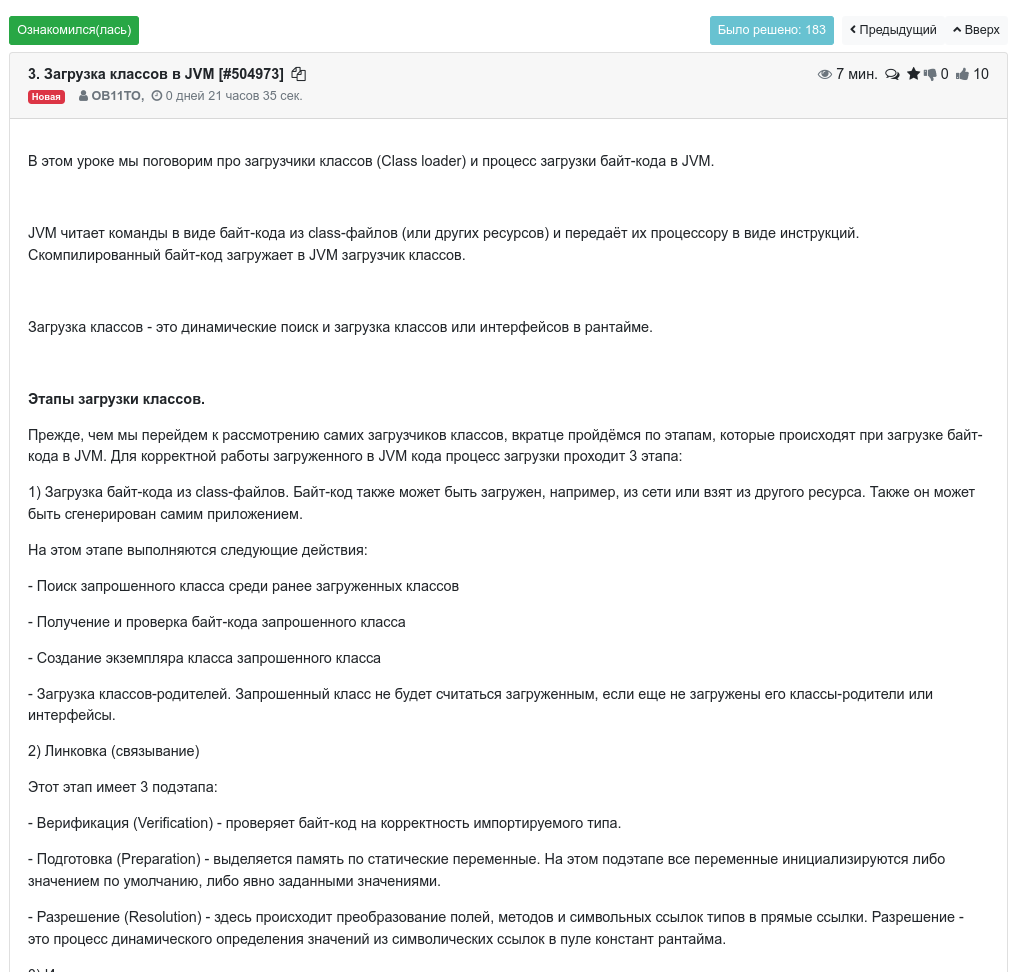 Ознакомился(лась)
Было решено: 183
Предыдущий
Вверх
3. Загрузка классов в JVM [#504973]
7 мин.
0
10
Новая
OB11TO,
0 дней 21 часов 35 сек.
В этом уроке мы поговорим про загрузчики классов (Class loader) и процесс загрузки байт-кода в JVM.
JVM читает команды в виде байт-кода из class-файлов (или других ресурсов) и передаёт их процессору в виде инструкций.
Скомпилированный байт-код загружает в JVM загрузчик классов.
Загрузка классов - это динамические поиск и загрузка классов или интерфейсов в рантайме.
Этапы загрузки классов.
Прежде, чем мы перейдем к рассмотрению самих загрузчиков классов, вкратце пройдёмся по этапам, которые происходят при загрузке байт-
кода в JVM. Для корректной работы загруженного в JVM кода процесс загрузки проходит 3 этапа:
1) Загрузка байт-кода из class-файлов. Байт-код также может быть загружен, например, из сети или взят из другого ресурса. Также он может
быть сгенерирован самим приложением.
На этом этапе выполняются следующие действия:
- Поиск запрошенного класса среди ранее загруженных классов
- Получение и проверка байт-кода запрошенного класса
- Создание экземпляра класса запрошенного класса
- Загрузка классов-родителей. Запрошенный класс не будет считаться загруженным, если еще не загружены его классы-родители или
интерфейсы.
2) Линковка (связывание)
Этот этап имеет 3 подэтапа:
- Верификация (Verification) - проверяет байт-код на корректность импортируемого типа.
- Подготовка (Preparation) - выделяется память по статические переменные. На этом подэтапе все переменные инициализируются либо
значением по умолчанию, либо явно заданными значениями.
- Разрешение (Resolution) - здесь происходит преобразование полей, методов и символьных ссылок типов в прямые ссылки. Разрешение -
это процесс динамического определения значений из символических ссылок в пуле констант рантайма.